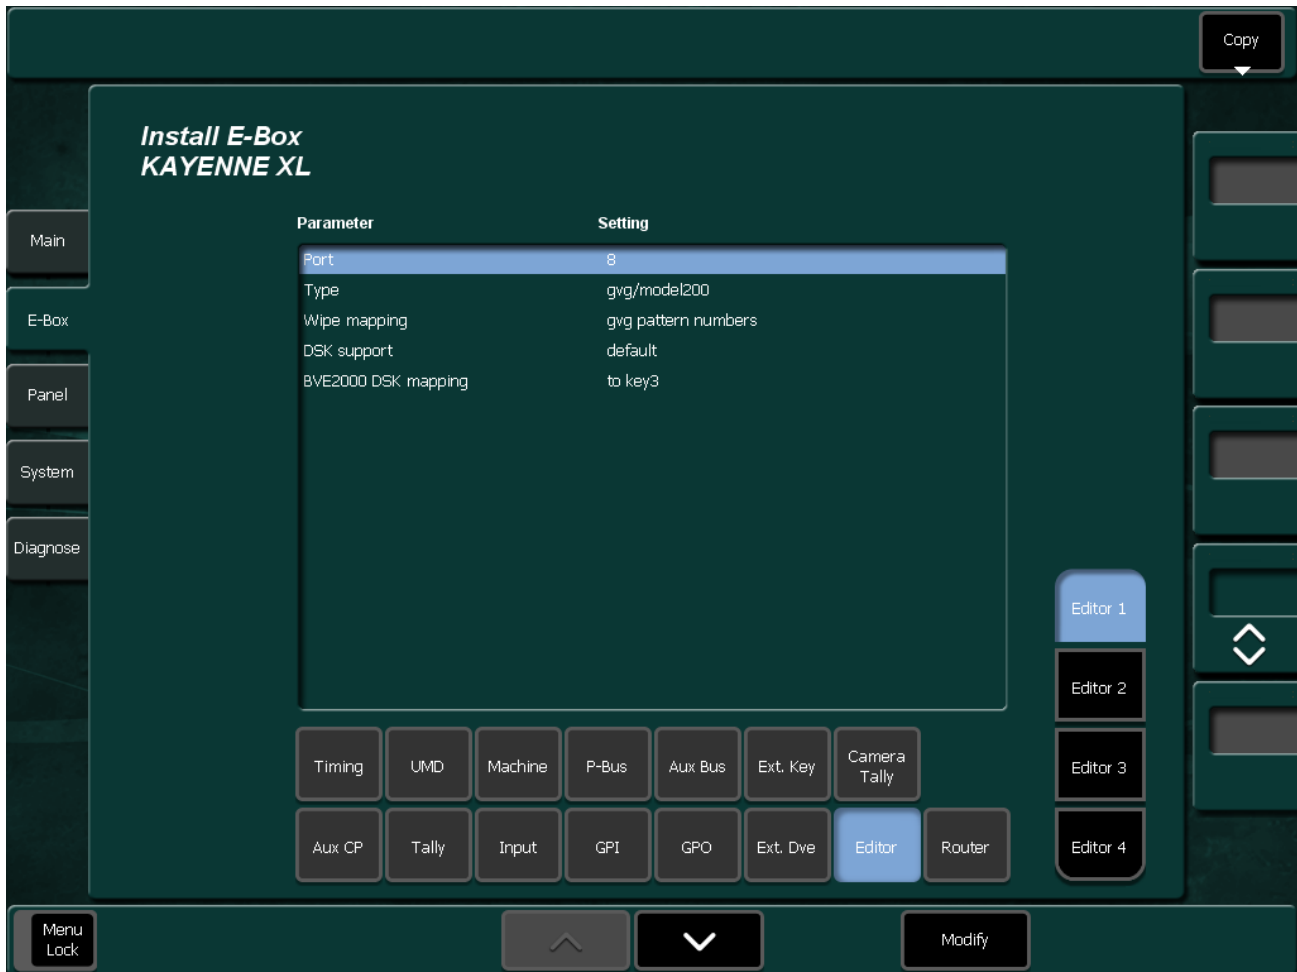 Copy
Install E-Box
KAYENNE XL
Parameter Setting
Port 8
Type gvg/model200
Wipe mapping gvg pattern numbers
DSK support default
BVE2000 DSK mapping to key3
Main
E-Box
Panel
System
Diagnose
Editor 1
Editor 2
Editor 3
Editor 4
Timing UMD Machine P-Bus Aux Bus Ext. Key Camera
Tally
Aux CP Tally Input GPI GPO Ext. Dve Editor Router
Menu
Lock
Modify